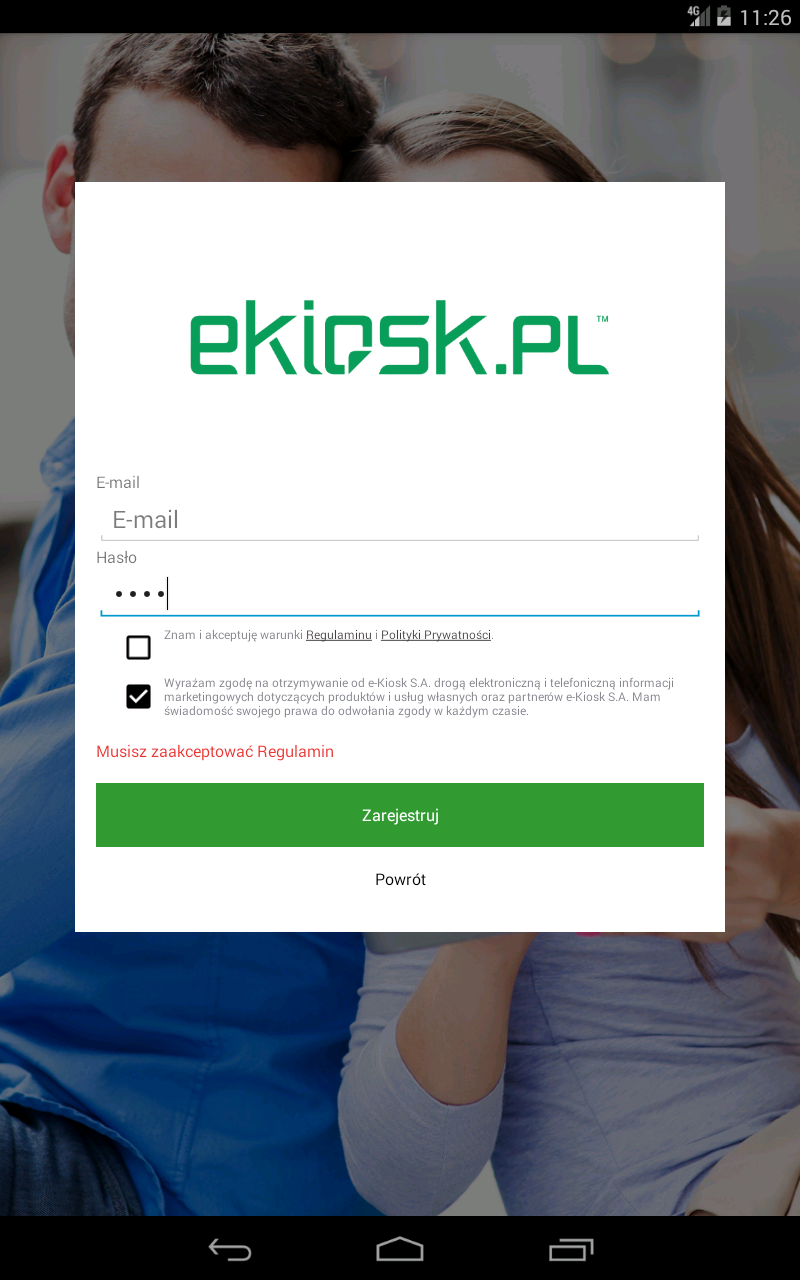 4G 11:26
eKiosk.PL™
E-mail
E-mail
Hasło
••••
Znam i akceptuję warunki Regulaminu i Polityki Prywatności.
Wyrażam zgodę na otrzymywanie od e-Kiosk S.A. drogą elektroniczną i telefoniczną informacji
marketingowych dotyczących produktów i usług własnych oraz partnerów e-Kiosk S.A. Mam
świadomość swojego prawa do odwołania zgody w każdym czasie.
Musisz zaakceptować Regulamin
Zarejestruj
Powrót